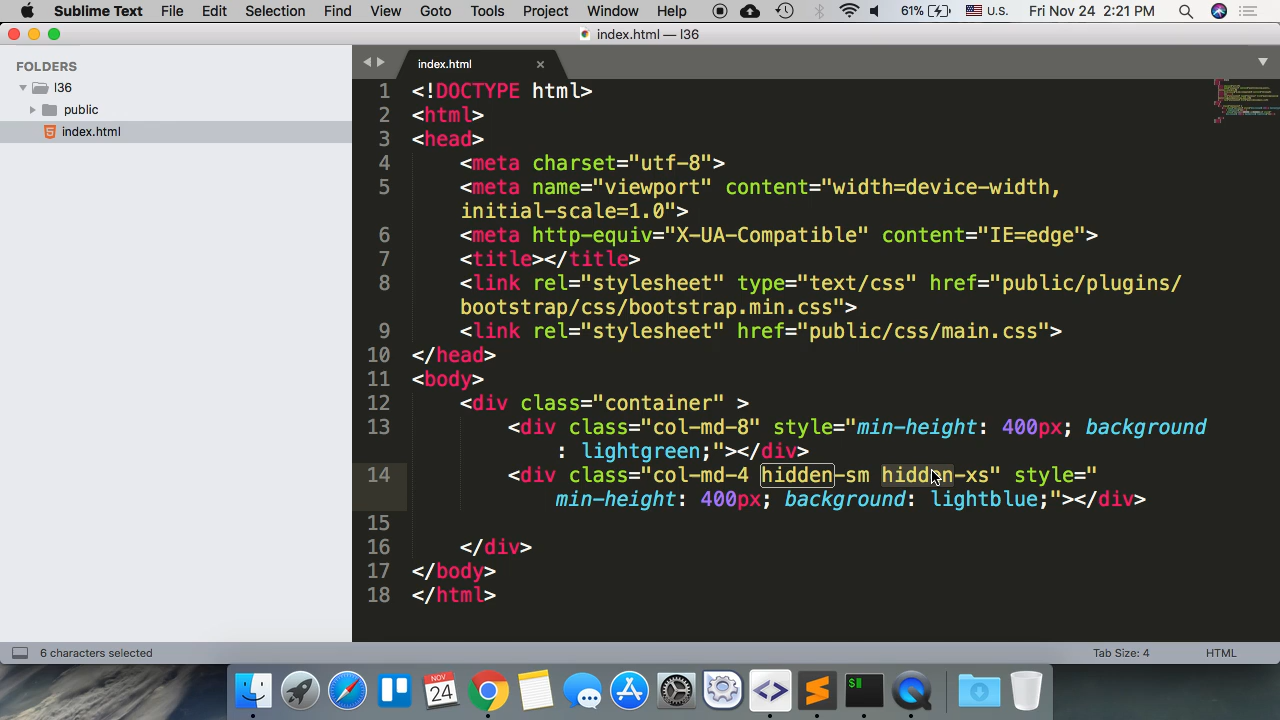 Sublime Text File Edit Selection Find View Goto Tools Project Window Help 61% U.S. Fri Nov 24 2:21 PM
index.html — l36
FOLDERS
l36
public
index.html
index.html
1 <!DOCTYPE html>
2 <html>
3 <head>
4 <meta charset="utf-8">
5 <meta name="viewport" content="width=device-width,
initial-scale=1.0">
6 <meta http-equiv="X-UA-Compatible" content="IE=edge">
7 <title></title>
8 <link rel="stylesheet" type="text/css" href="public/plugins/
bootstrap/css/bootstrap.min.css">
9 <link rel="stylesheet" href="public/css/main.css">
10 </head>
11 <body>
12 <div class="container" >
13 <div class="col-md-8" style="min-height: 400px; background
: lightgreen;"></div>
14 <div class="col-md-4 hidden-sm hidden-xs" style="
min-height: 400px; background: lightblue;"></div>
15
16 </div>
17 </body>
18 </html>
6 characters selected
Tab Size: 4
HTML
NOV
24
$